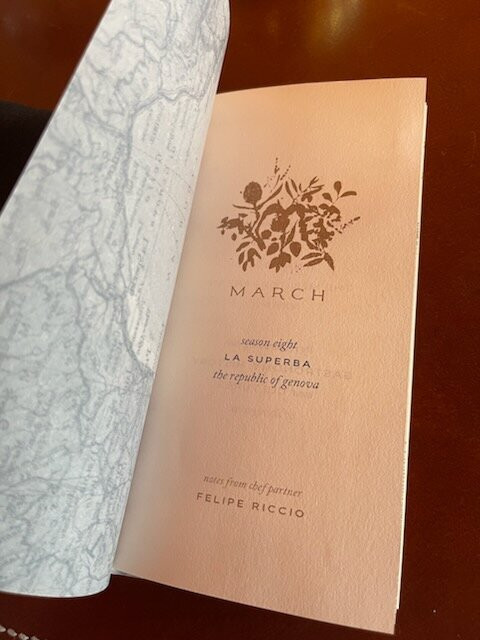 MARCH
season eight
LA SUPERBA
the republic of genova
notes from chef partner
FELIPE RICCIO